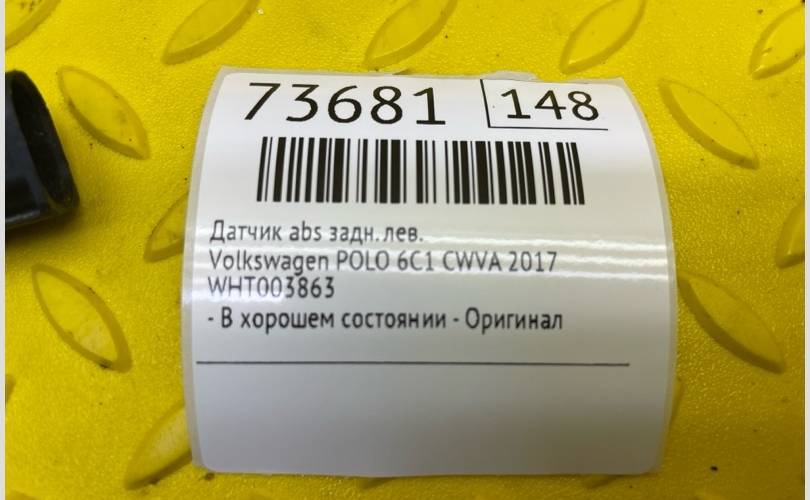 73681 148
Датчик abs задн.лев.
Volkswagen POLO 6C1 CWVA 2017
WHT003863
- В хорошем состоянии - Оригинал